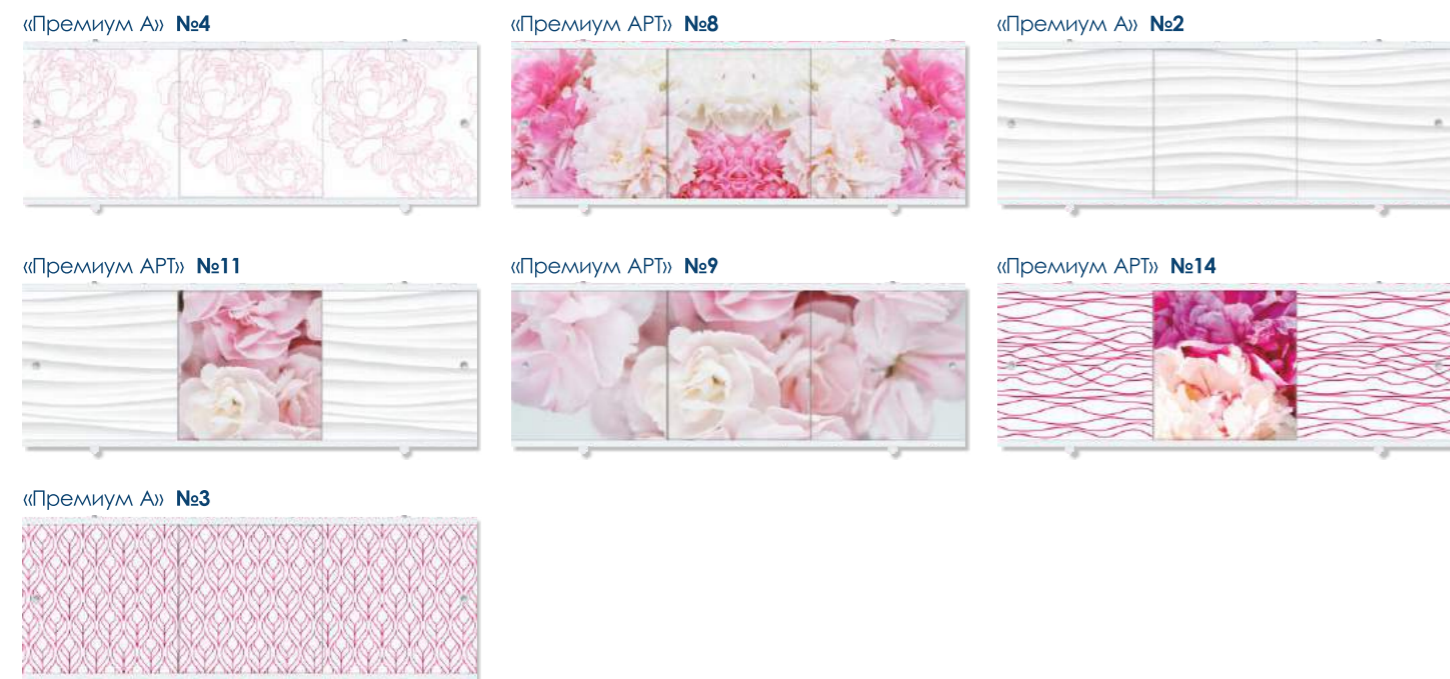 «Премиум А» №4
«Премиум АРТ» №8
«Премиум А» №2
«Премиум АРТ» №11
«Премиум АРТ» №9
«Премиум АРТ» №14
«Премиум А» №3